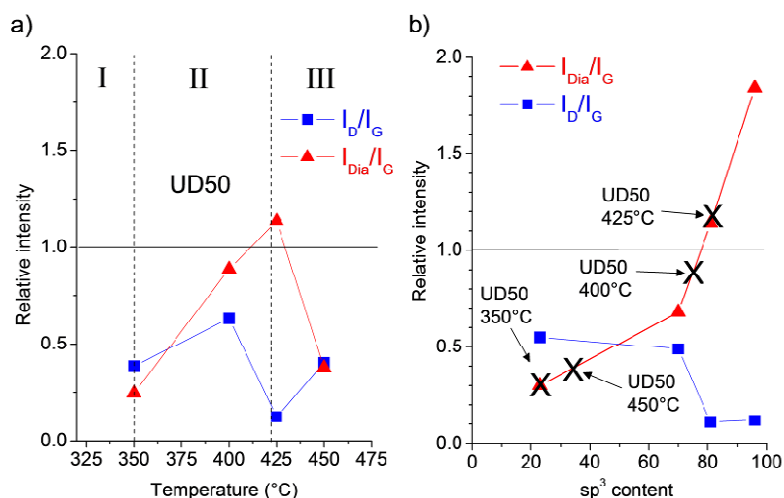 a)
I
II
III
I_D/I_G
I_Dia/I_G
UD50
2.0
1.5
1.0
0.5
0.0
Relative intensity
325 350 375 400 425 450 475
Temperature (°C)
b)
I_Dia/I_G
I_D/I_G
UD50
425°C
UD50
400°C
UD50
350°C
UD50
450°C
2.0
1.5
1.0
0.5
0.0
Relative intensity
0 20 40 60 80 100
sp³ content